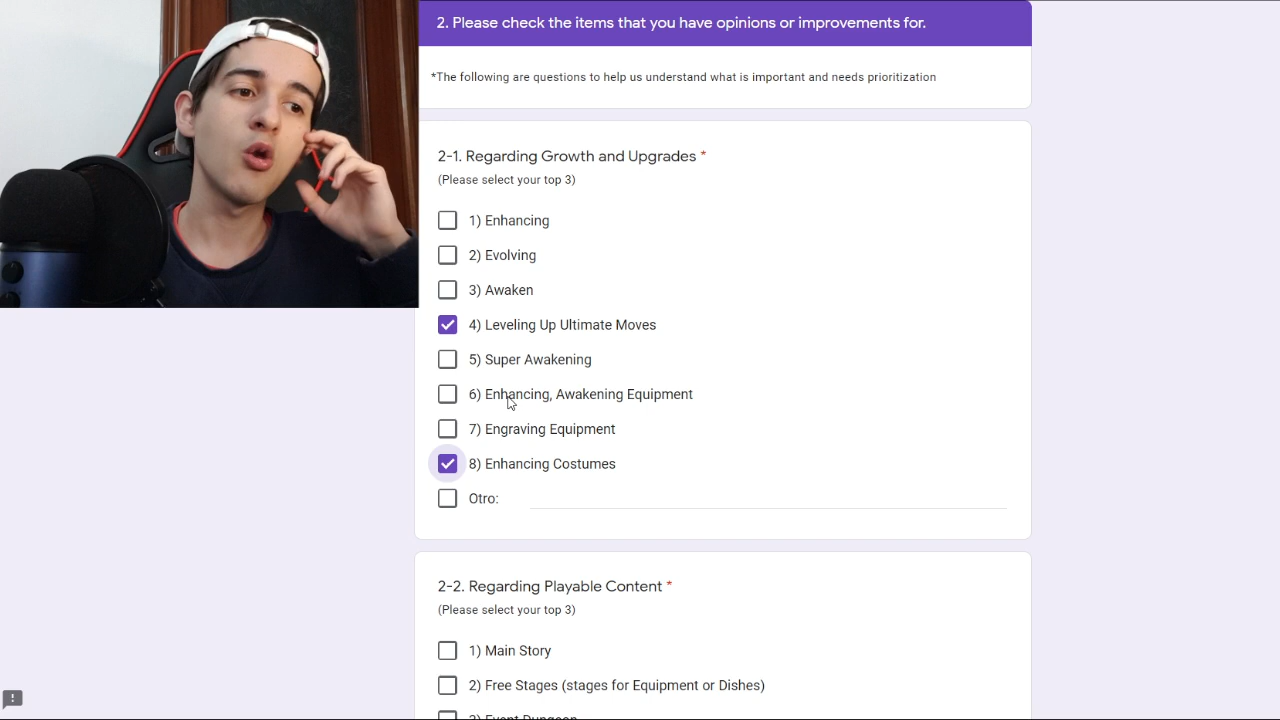 2. Please check the items that you have opinions or improvements for.
*The following are questions to help us understand what is important and needs prioritization
2-1. Regarding Growth and Upgrades *
(Please select your top 3)
1) Enhancing
2) Evolving
3) Awaken
4) Leveling Up Ultimate Moves
5) Super Awakening
6) Enhancing, Awakening Equipment
7) Engraving Equipment
8) Enhancing Costumes
Otro:
2-2. Regarding Playable Content *
(Please select your top 3)
1) Main Story
2) Free Stages (stages for Equipment or Dishes)
3) Event Dungeon